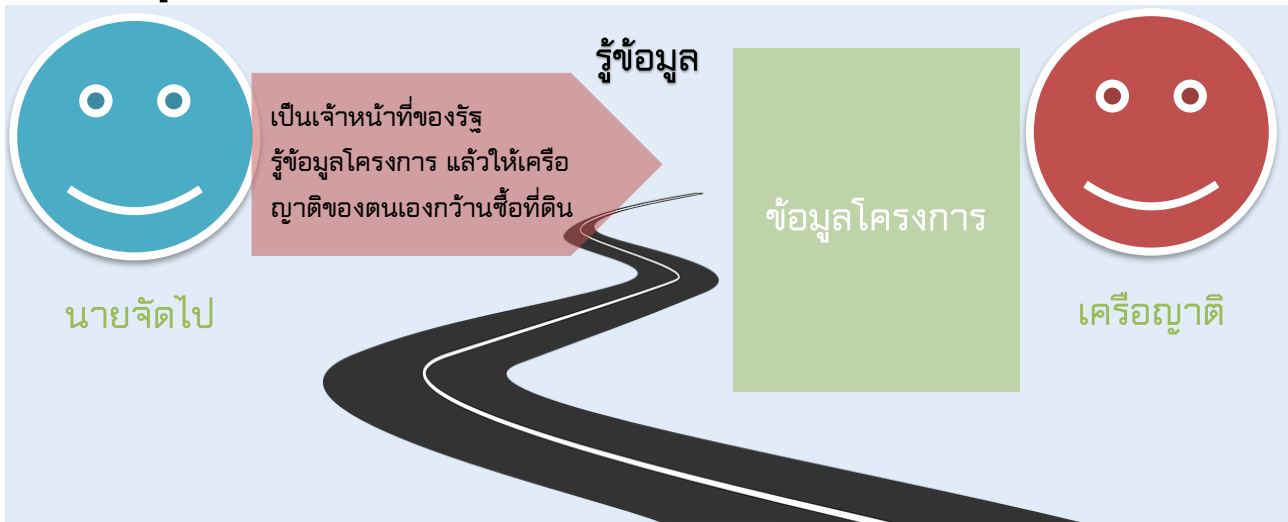 รู้ข้อมูล
เป็นเจ้าหน้าที่ของรัฐ
รู้ข้อมูลโครงการ แล้วให้เครือ
ญาติของตนเองกว้านซื้อที่ดิน
ข้อมูลโครงการ
นายจัดไป
เครือญาติ